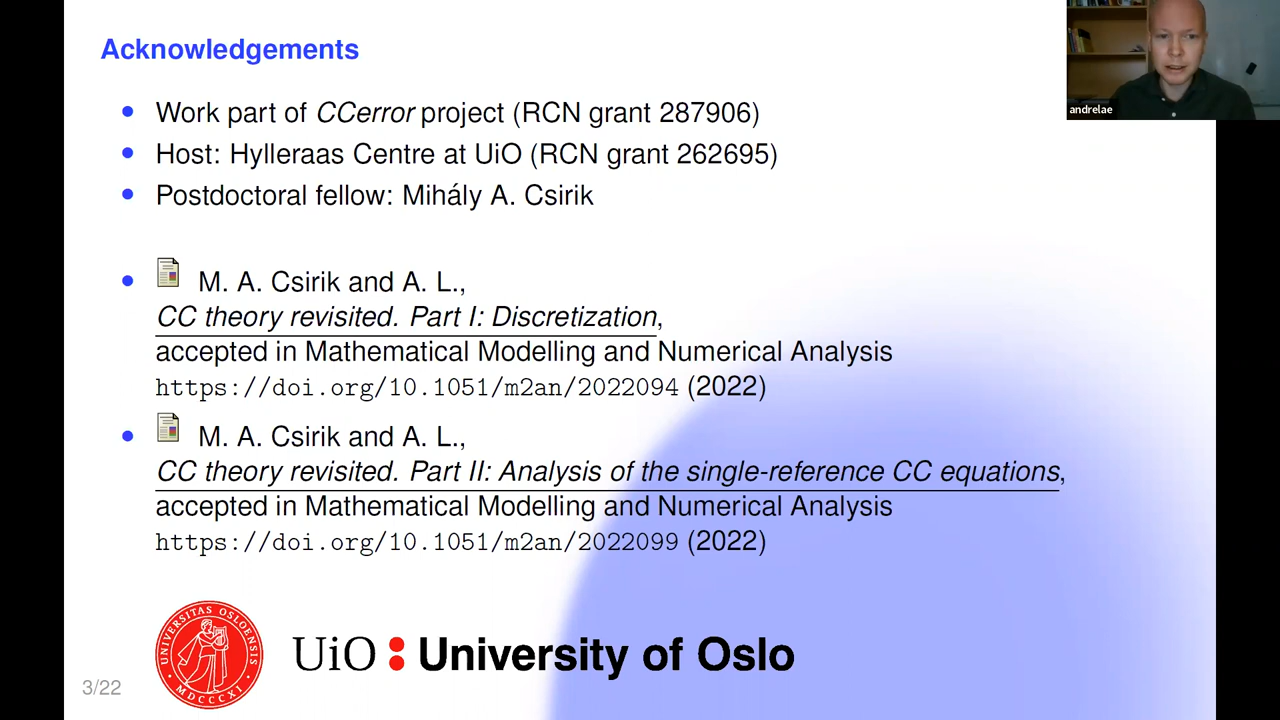 Acknowledgements
andrelae
• Work part of CCerror project (RCN grant 287906)
• Host: Hylleraas Centre at UiO (RCN grant 262695)
• Postdoctoral fellow: Mihály A. Csirik
• M. A. Csirik and A. L.,
CC theory revisited. Part I: Discretization,
accepted in Mathematical Modelling and Numerical Analysis
https://doi.org/10.1051/m2an/2022094 (2022)
• M. A. Csirik and A. L.,
CC theory revisited. Part II: Analysis of the single-reference CC equations,
accepted in Mathematical Modelling and Numerical Analysis
https://doi.org/10.1051/m2an/2022099 (2022)
UNIVERSITAS OSLOENSIS
MDCCCXI
UiO : University of Oslo
3/22